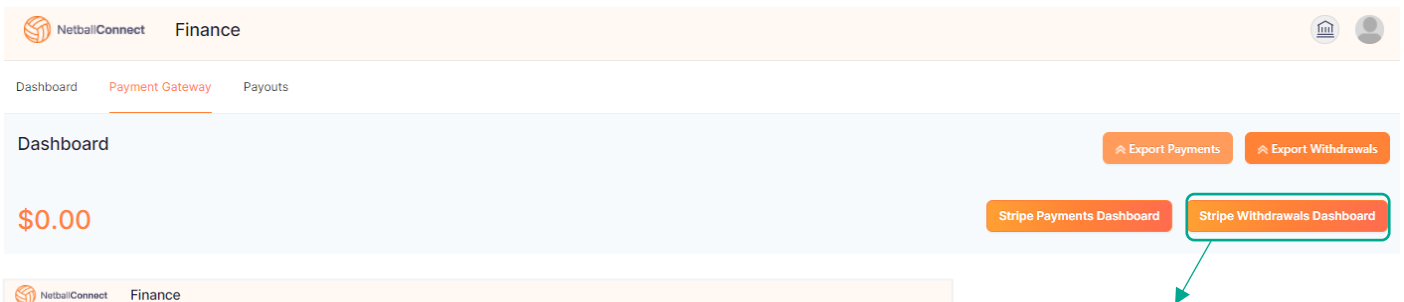 NetballConnect Finance
Dashboard Payment Gateway Payouts
Dashboard
Export Payments Export Withdrawals
$0.00
Stripe Payments Dashboard Stripe Withdrawals Dashboard
NetballConnect Finance